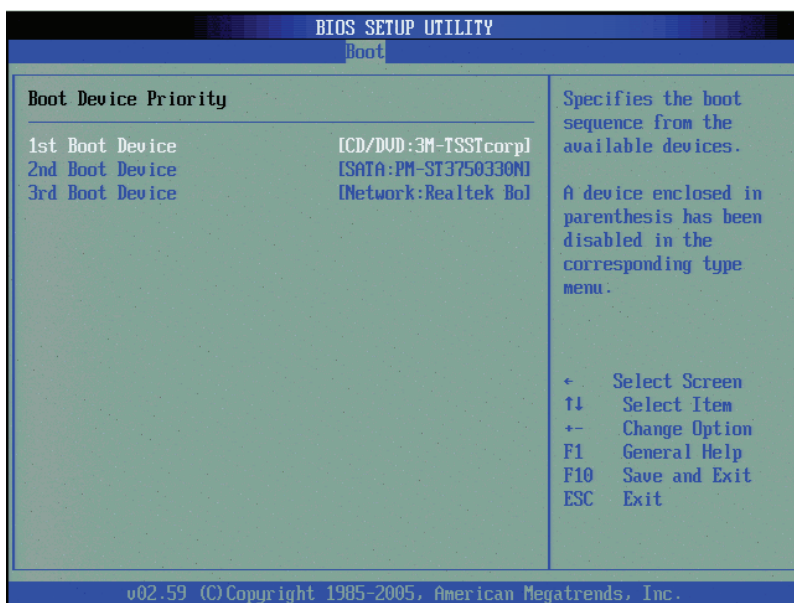 BIOS SETUP UTILITY
Boot
Boot Device Priority
1st Boot Device [CD/DVD:3M-TSSTcorp]
2nd Boot Device [SATA:PM-ST3750330N]
3rd Boot Device [Network:Realtek Bo]
Specifies the boot
sequence from the
available devices.
A device enclosed in
parenthesis has been
disabled in the
corresponding type
menu.
← Select Screen
↑↓ Select Item
+- Change Option
F1 General Help
F10 Save and Exit
ESC Exit
v02.59 (C)Copyright 1985-2005, American Megatrends, Inc.